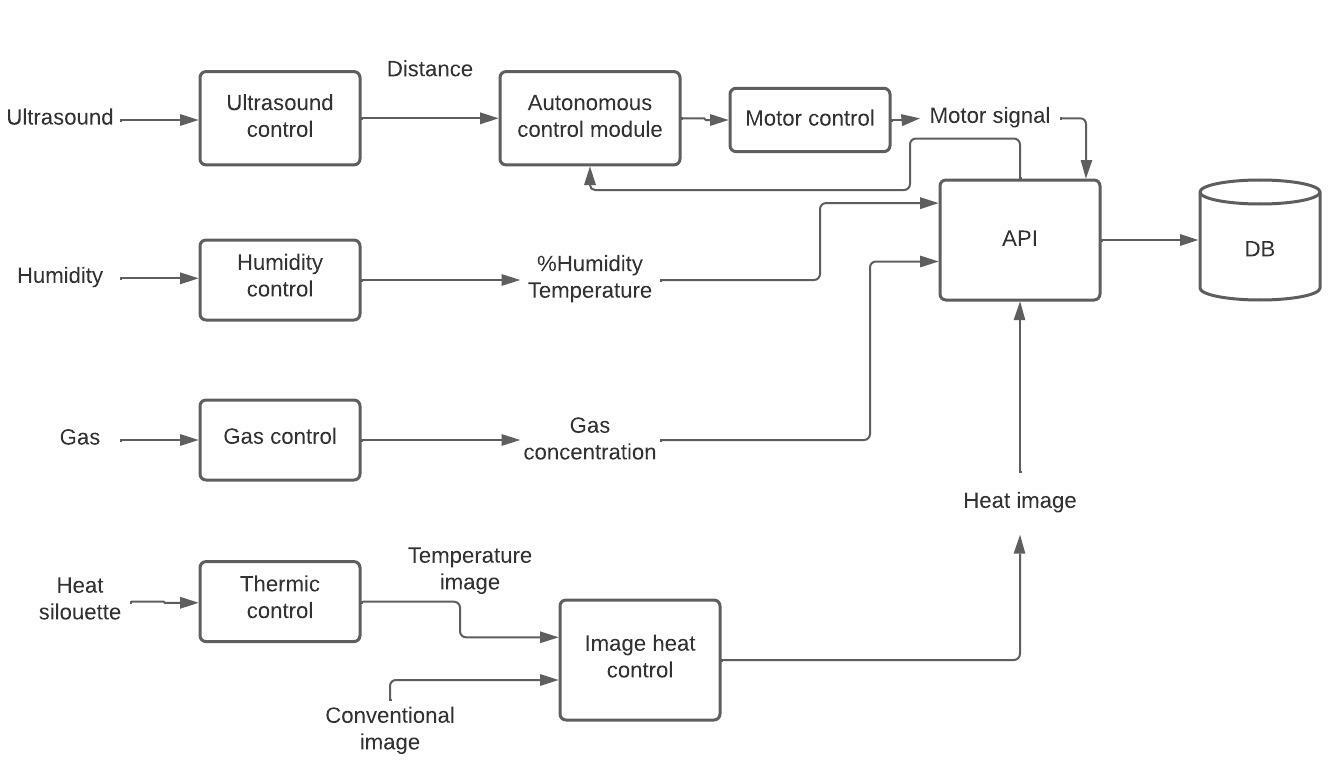 Distance
Ultrasound
Ultrasound
control
Autonomous
control module
Motor control
Motor signal
Humidity
Humidity
control
%Humidity
Temperature
API
DB
Gas
Gas control
Gas
concentration
Heat image
Heat
silouette
Thermic
control
Temperature
image
Image heat
control
Conventional
image